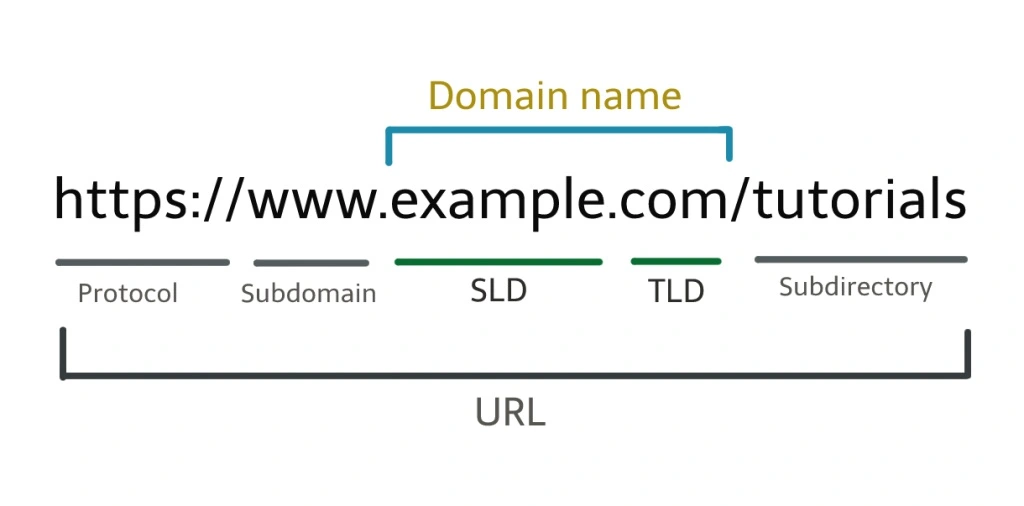 Domain name
https://www.example.com/tutorials
Protocol Subdomain SLD TLD Subdirectory
URL